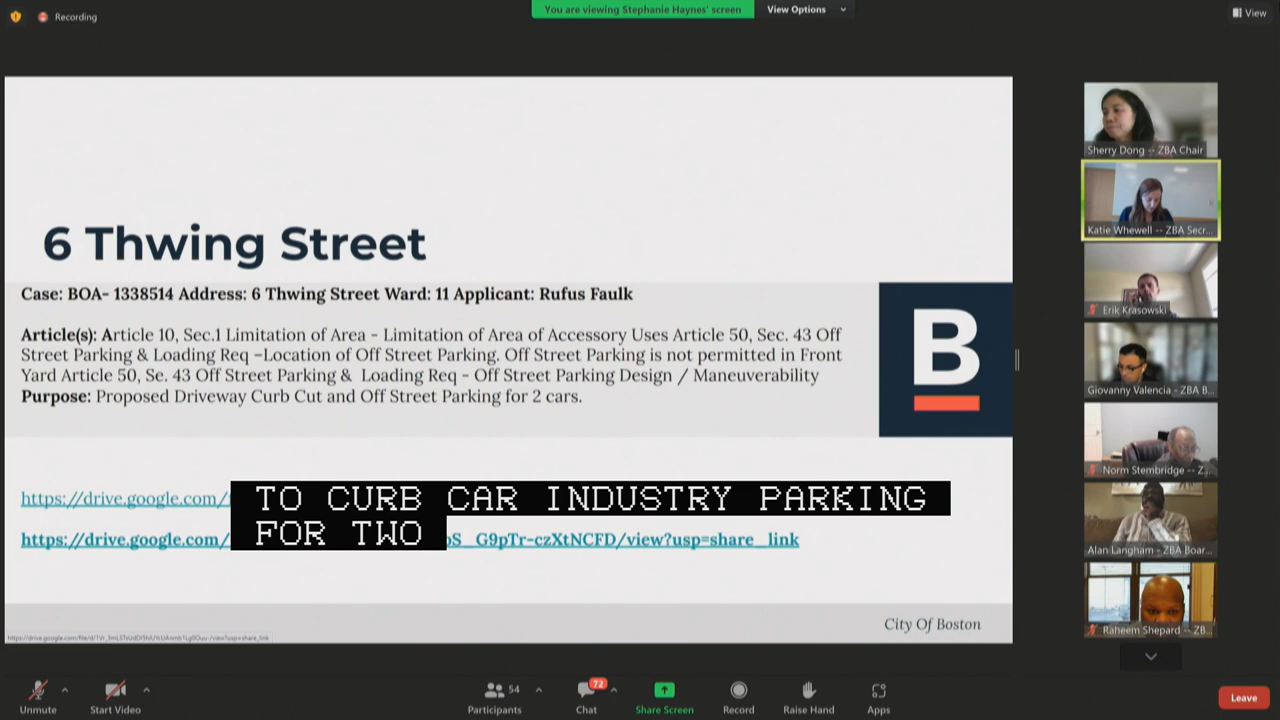 Recording
You are viewing Stephanie Haynes' screen
View Options
View
6 Thwing Street
Case: BOA- 1338514 Address: 6 Thwing Street Ward: 11 Applicant: Rufus Faulk
Article(s): Article 10, Sec.1 Limitation of Area - Limitation of Area of Accessory Uses Article 50, Sec. 43 Off
Street Parking & Loading Req –Location of Off Street Parking. Off Street Parking is not permitted in Front
Yard Article 50, Se. 43 Off Street Parking & Loading Req - Off Street Parking Design / Maneuverability
Purpose: Proposed Driveway Curb Cut and Off Street Parking for 2 cars.
B
https://drive.google.com/
TO CURB CAR INDUSTRY PARKING
FOR TWO
https://drive.google.com/
S_G9pTr-czXtNCFD/view?usp=share_link
City Of Boston
Sherry Dong -- ZBA Chair
Katie Whewell -- ZBA Secr...
Erik Krasowski
Giovanny Valencia - ZBA B...
Norm Stembridge -- Z...
Alan Langham - ZBA Boar...
Raheem Shepard -- ZB...
Unmute
Start Video
54
Participants
72
Chat
Share Screen
Record
Raise Hand
Apps
Leave